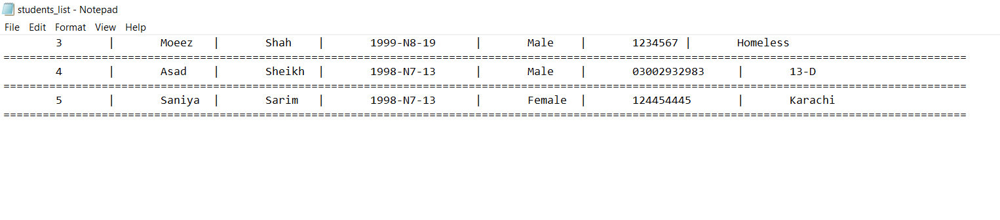 students_list - Notepad
File Edit Format View Help
3 | Moeez | Shah | 1999-N8-19 | Male | 1234567 | Homeless
===================================================================================================================================================
4 | Asad | Sheikh | 1998-N7-13 | Male | 03002932983 | 13-D
===================================================================================================================================================
5 | Saniya | Sarim | 1998-N7-13 | Female | 124454445 | Karachi
===================================================================================================================================================